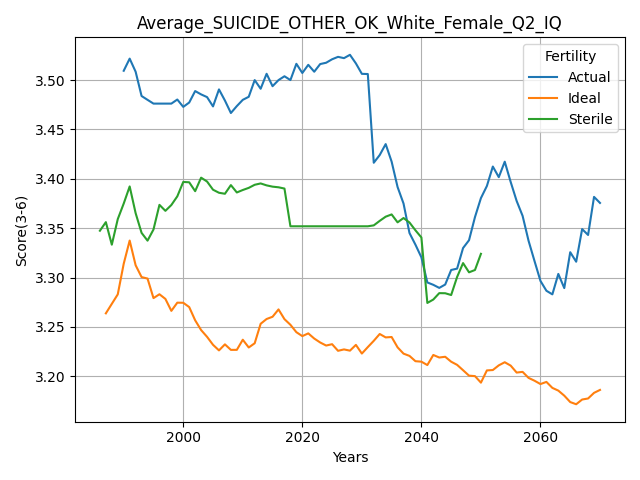 Average_SUICIDE_OTHER_OK_White_Female_Q2_IQ
Fertility
Actual
Ideal
Sterile
Score(3-6)
3.50
3.45
3.40
3.35
3.30
3.25
3.20
2000
2020
2040
2060
Years